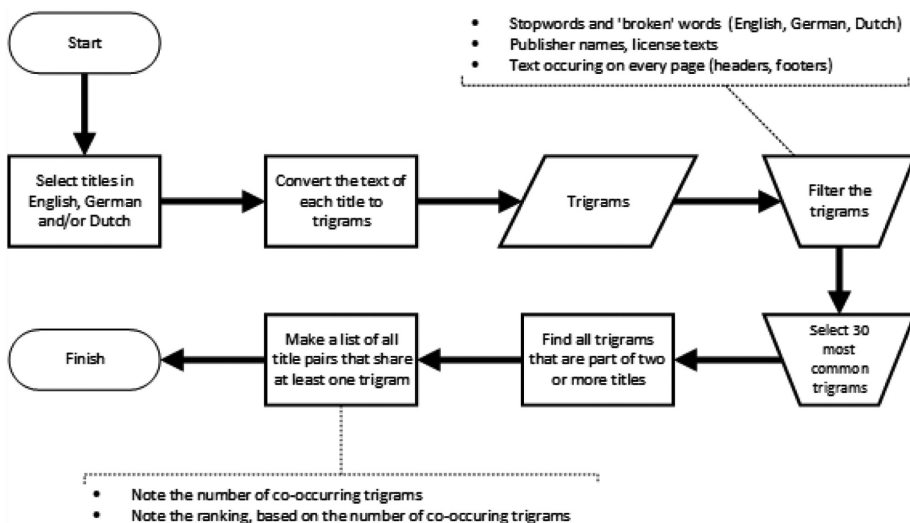 Start
• Stopwords and 'broken' words (English, German, Dutch)
• Publisher names, license texts
• Text occuring on every page (headers, footers)
Select titles in
English, German
and/or Dutch
Convert the text of
each title to
trigrams
Trigrams
Filter the
trigrams
Finish
Make a list of all
title pairs that share
at least one trigram
Find all trigrams
that are part of two
or more titles
Select 30
most
common
trigrams
• Note the number of co-occurring trigrams
• Note the ranking, based on the number of co-occuring trigrams